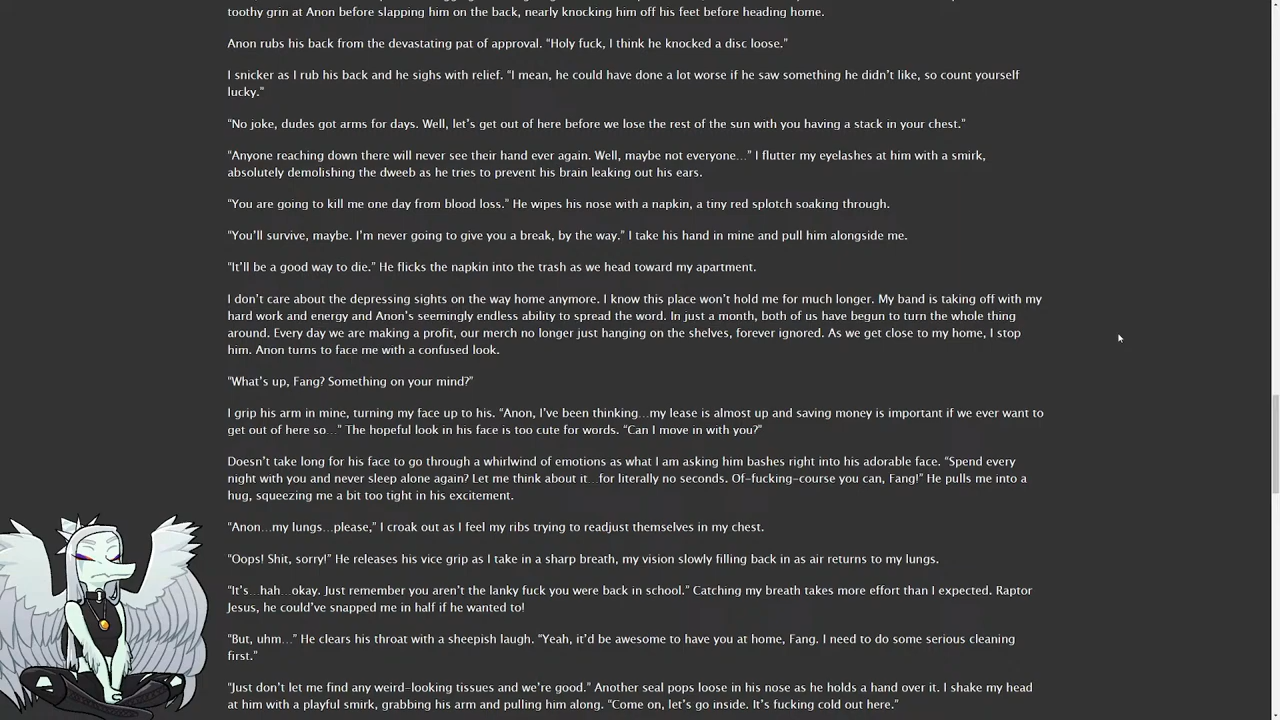 toothy grin at Anon before slapping him on the back, nearly knocking him off his feet before heading home.
Anon rubs his back from the devastating pat of approval. “Holy fuck, I think he knocked a disc loose.”
I snicker as I rub his back and he sighs with relief. “I mean, he could have done a lot worse if he saw something he didn’t like, so count yourself
lucky.”
“No joke, dudes got arms for days. Well, let’s get out of here before we lose the rest of the sun with you having a stack in your chest.”
“Anyone reaching down there will never see their hand ever again. Well, maybe not everyone…” I flutter my eyelashes at him with a smirk,
absolutely demolishing the dweeb as he tries to prevent his brain leaking out his ears.
“You are going to kill me one day from blood loss.” He wipes his nose with a napkin, a tiny red splotch soaking through.
“You’ll survive, maybe. I’m never going to give you a break, by the way.” I take his hand in mine and pull him alongside me.
“It’ll be a good way to die.” He flicks the napkin into the trash as we head toward my apartment.
I don’t care about the depressing sights on the way home anymore. I know this place won’t hold me for much longer. My band is taking off with my
hard work and energy and Anon’s seemingly endless ability to spread the word. In just a month, both of us have begun to turn the whole thing
around. Every day we are making a profit, our merch no longer just hanging on the shelves, forever ignored. As we get close to my home, I stop
him. Anon turns to face me with a confused look.
“What’s up, Fang? Something on your mind?”
I grip his arm in mine, turning my face up to his. “Anon, I’ve been thinking…my lease is almost up and saving money is important if we ever want to
get out of here so…” The hopeful look in his face is too cute for words. “Can I move in with you?”
Doesn’t take long for his face to go through a whirlwind of emotions as what I am asking him bashes right into his adorable face. “Spend every
night with you and never sleep alone again? Let me think about it…for literally no seconds. Of-fucking-course you can, Fang!” He pulls me into a
hug, squeezing me a bit too tight in his excitement.
“Anon…my lungs…please,” I croak out as I feel my ribs trying to readjust themselves in my chest.
“Oops! Shit, sorry!” He releases his vice grip as I take in a sharp breath, my vision slowly filling back in as air returns to my lungs.
“It’s…hah…okay. Just remember you aren’t the lanky fuck you were back in school.” Catching my breath takes more effort than I expected. Raptor
Jesus, he could’ve snapped me in half if he wanted to!
“But, uhm…” He clears his throat with a sheepish laugh. “Yeah, it’d be awesome to have you at home, Fang. I need to do some serious cleaning
first.”
“Just don’t let me find any weird-looking tissues and we’re good.” Another seal pops loose in his nose as he holds a hand over it. I shake my head
at him with a playful smirk, grabbing his arm and pulling him along. “Come on, let’s go inside. It’s fucking cold out here.”